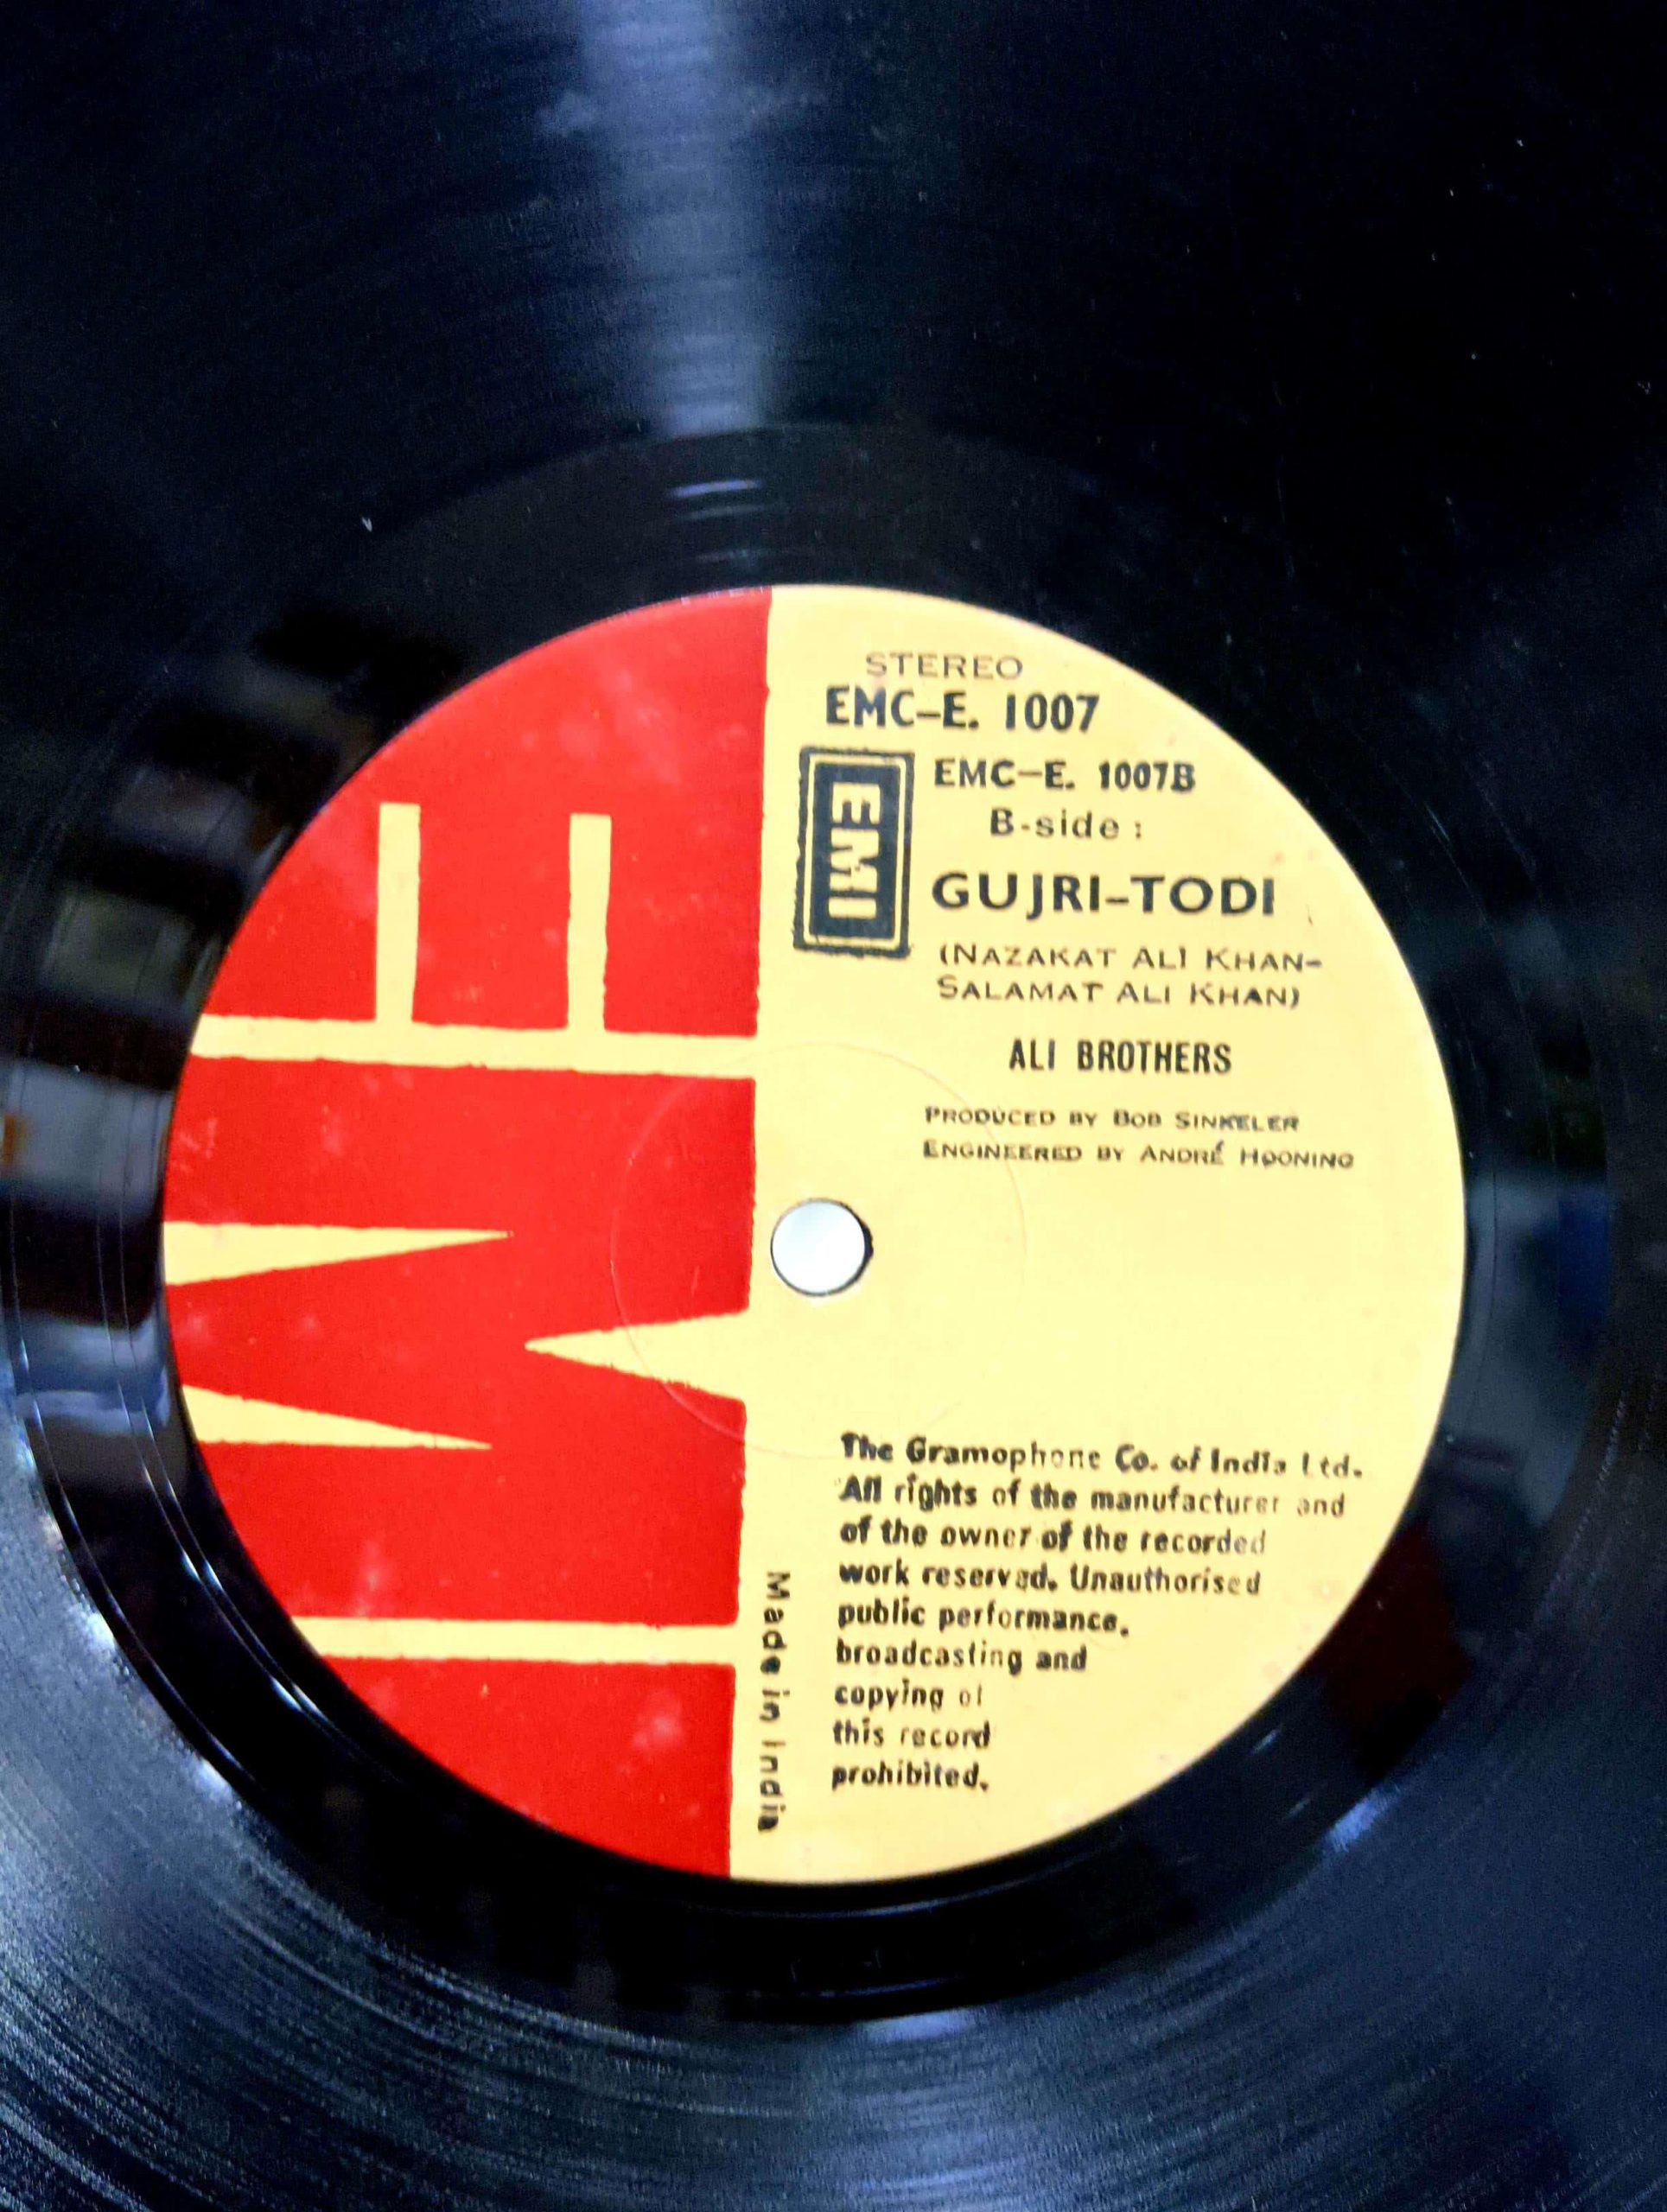 STEREO
EMC-E. 1007
EMI
EMC-E. 1007B
B-side :
GUJRI-TODI
(NAZAKAT ALI KHAN-
SALAMAT ALI KHAN)
ALI BROTHERS
PRODUCED BY BOB SINKELER
ENGINEERED BY ANDRÉ HOONING
EMI
The Gramophone Co. of India Ltd.
All rights of the manufacturer and
of the owner of the recorded
work reserved. Unauthorised
public performance,
broadcasting and
copying of
this record
prohibited.
Made in India